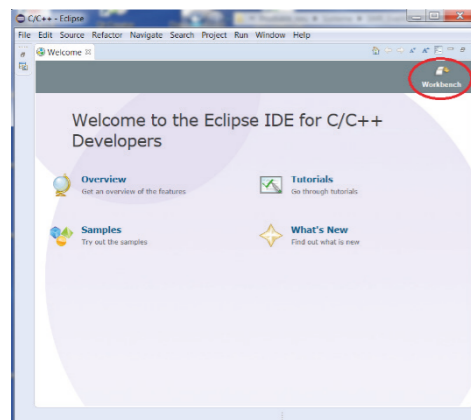 C/C++ - Eclipse
File Edit Source Refactor Navigate Search Project Run Window Help
Welcome
Workbench
Welcome to the Eclipse IDE for C/C++
Developers
Overview
Get an overview of the features
Tutorials
Go through tutorials
Samples
Try out the samples
What's New
Find out what is new